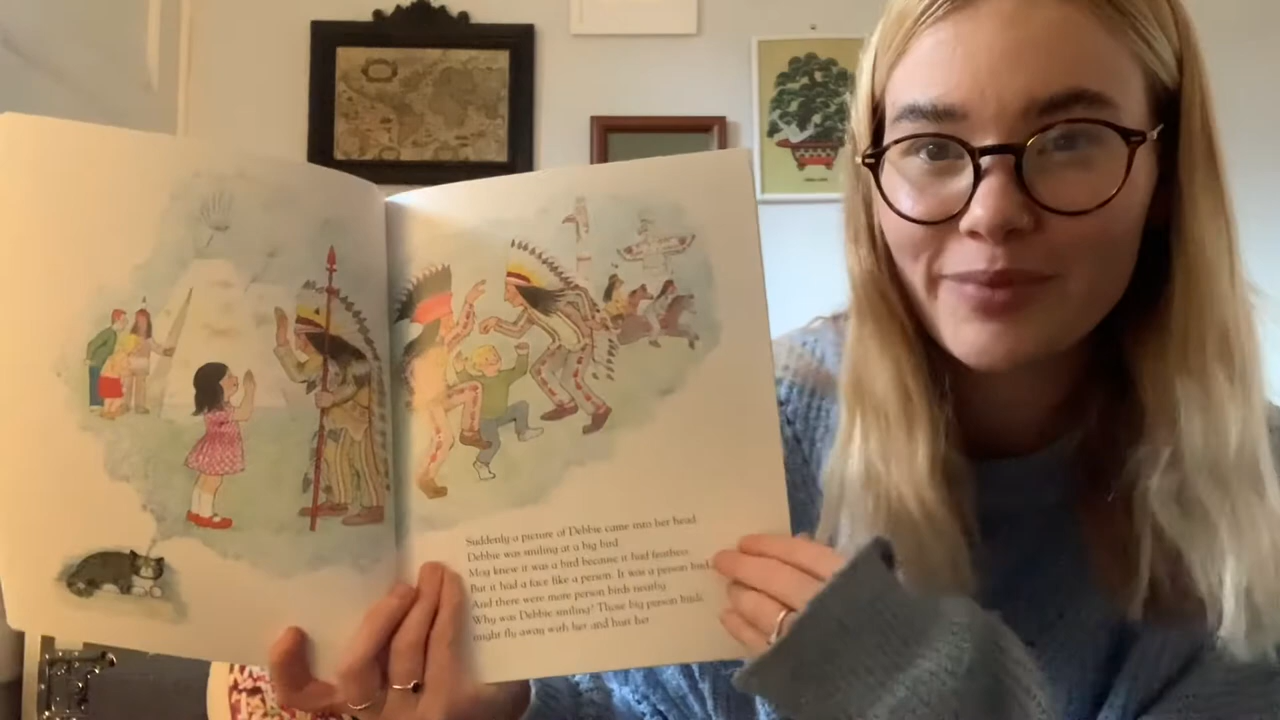 Suddenly a picture of Debbie came into her head.
Debbie was smiling at a big bird.
Mog knew it was a bird because it had feathers.
But it had a face like a person. It was a person bird.
And there were more person birds nearby.
Why was Debbie smiling? Those big person birds
might fly away with her and hurt her.